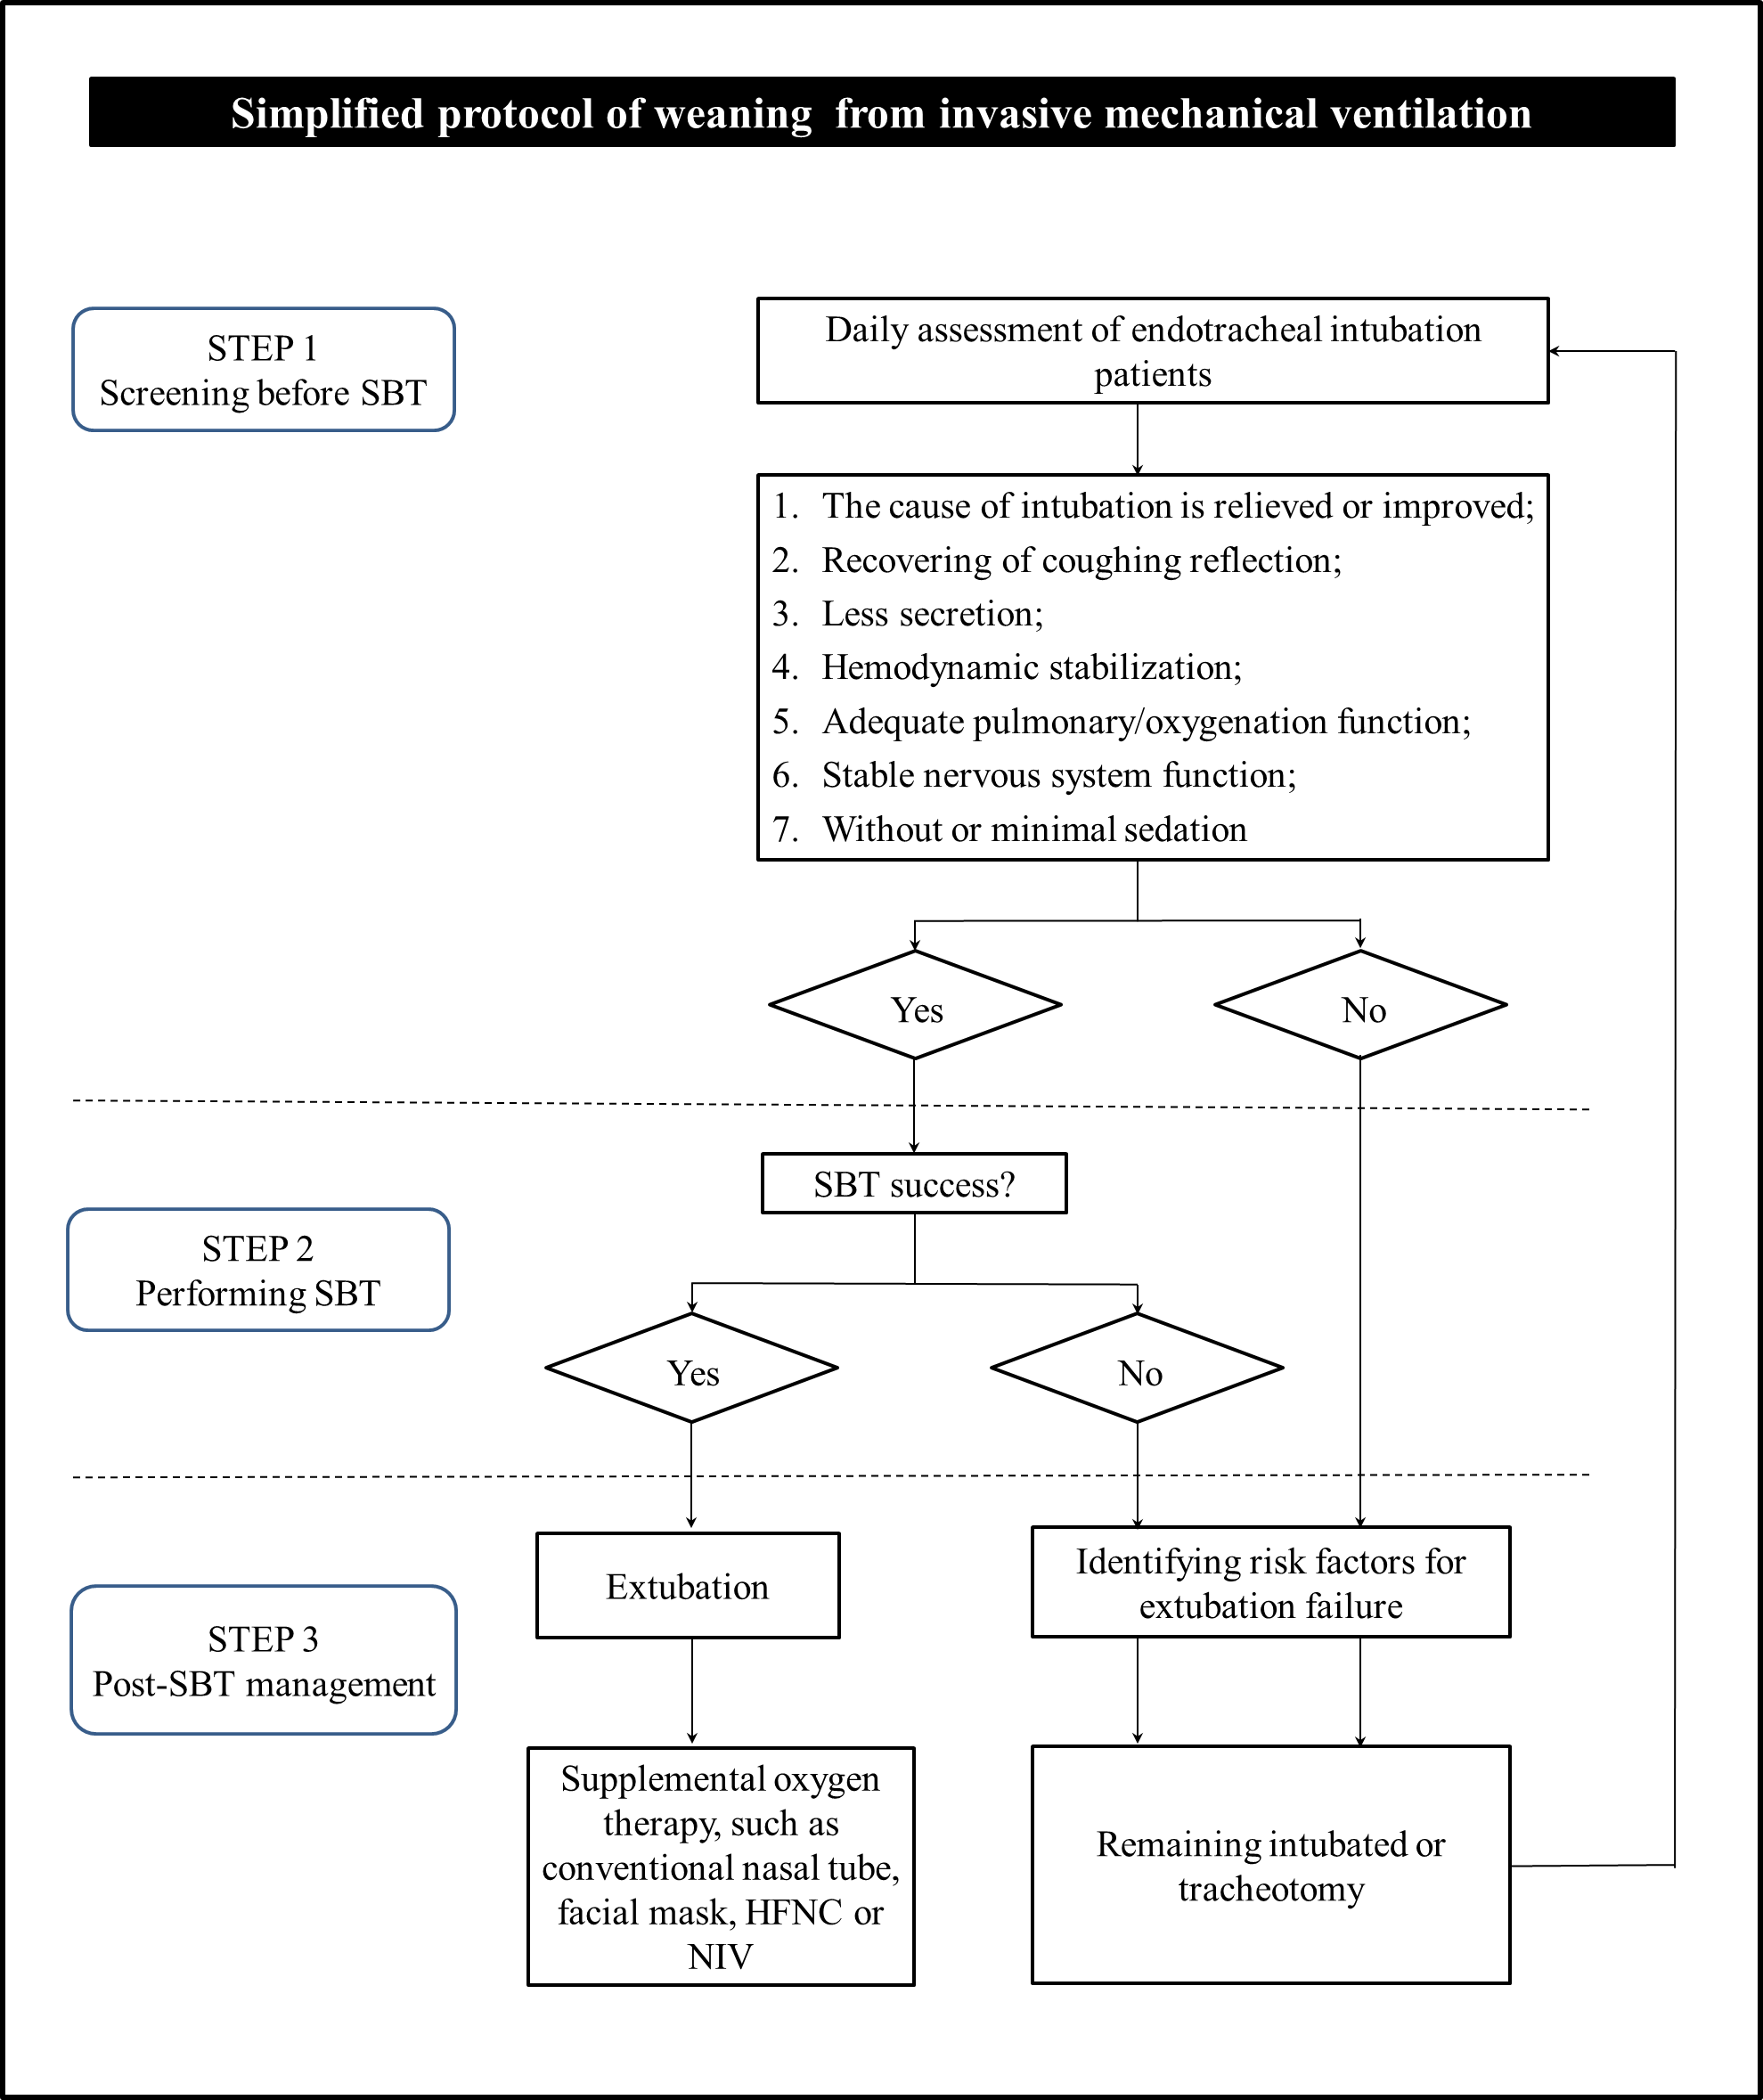 Simplified protocol of weaning from invasive mechanical ventilation
STEP 1
Screening before SBT
Daily assessment of endotracheal intubation
patients
1. The cause of intubation is relieved or improved;
2. Recovering of coughing reflection;
3. Less secretion;
4. Hemodynamic stabilization;
5. Adequate pulmonary/oxygenation function;
6. Stable nervous system function;
7. Without or minimal sedation
Yes
No
SBT success?
STEP 2
Performing SBT
Yes
No
Extubation
Identifying risk factors for
extubation failure
STEP 3
Post-SBT management
Supplemental oxygen
therapy, such as
conventional nasal tube,
facial mask, HFNC or
NIV
Remaining intubated or
tracheotomy